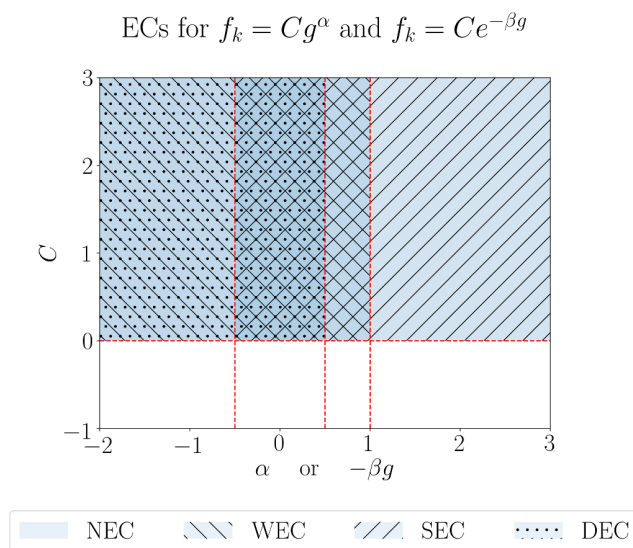 ECs for $f_k = Cg^{\alpha}$ and $f_k = Ce^{-\beta g}$
3
2
C
1
0
−1
−2 −1 0 1 2 3
α or −βg
NEC WEC SEC DEC